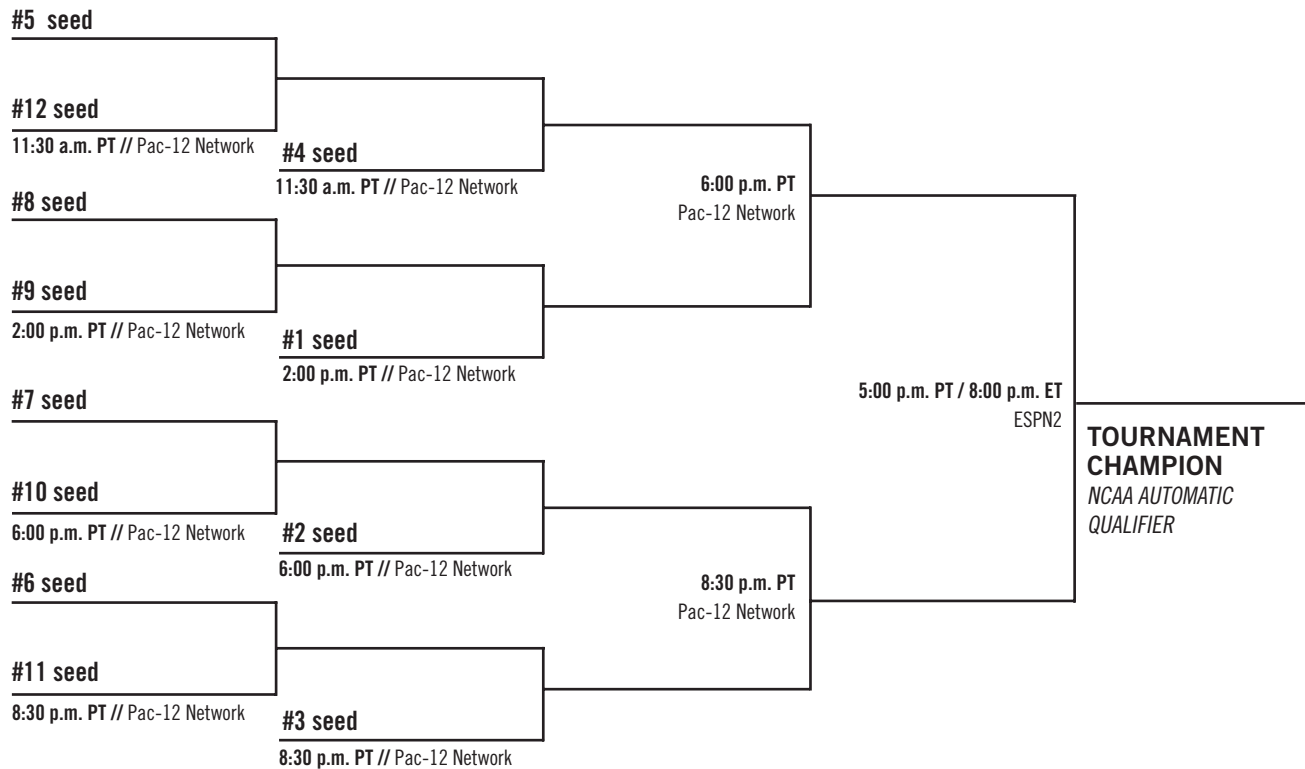 #5 seed
#12 seed
11:30 a.m. PT // Pac-12 Network
#4 seed
11:30 a.m. PT // Pac-12 Network
#8 seed
#9 seed
2:00 p.m. PT // Pac-12 Network
#1 seed
2:00 p.m. PT // Pac-12 Network
6:00 p.m. PT
Pac-12 Network
#7 seed
#10 seed
6:00 p.m. PT // Pac-12 Network
#2 seed
6:00 p.m. PT // Pac-12 Network
#6 seed
#11 seed
8:30 p.m. PT // Pac-12 Network
#3 seed
8:30 p.m. PT // Pac-12 Network
8:30 p.m. PT
Pac-12 Network
5:00 p.m. PT / 8:00 p.m. ET
ESPN2
TOURNAMENT
CHAMPION
NCAA AUTOMATIC
QUALIFIER